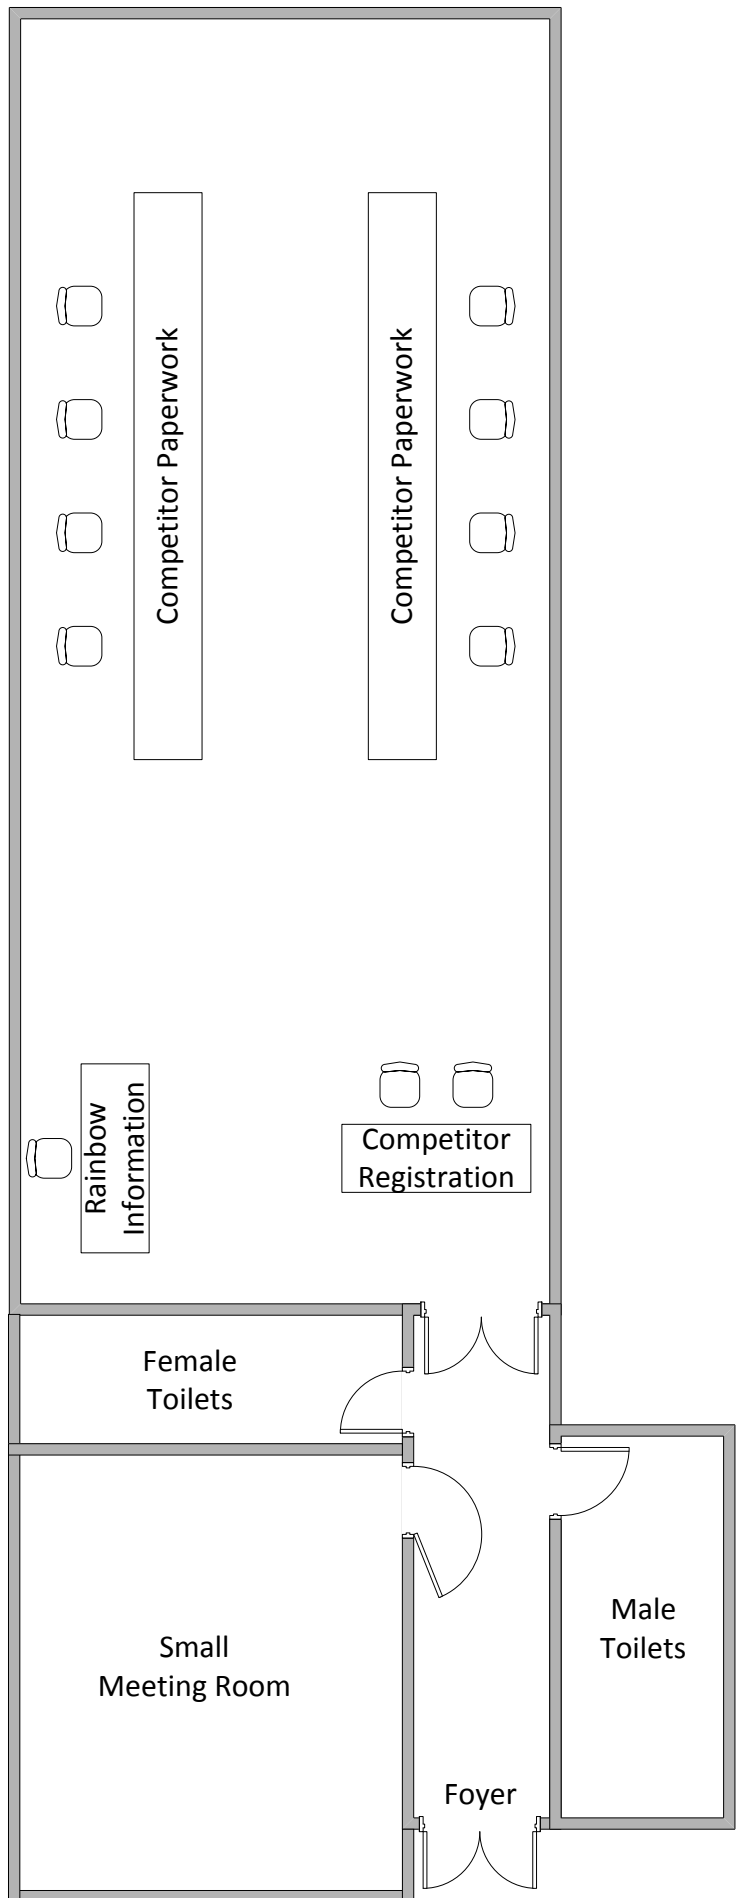 Competitor Paperwork
Competitor Paperwork
Rainbow
Information
Competitor
Registration
Female
Toilets
Small
Meeting Room
Male
Toilets
Foyer